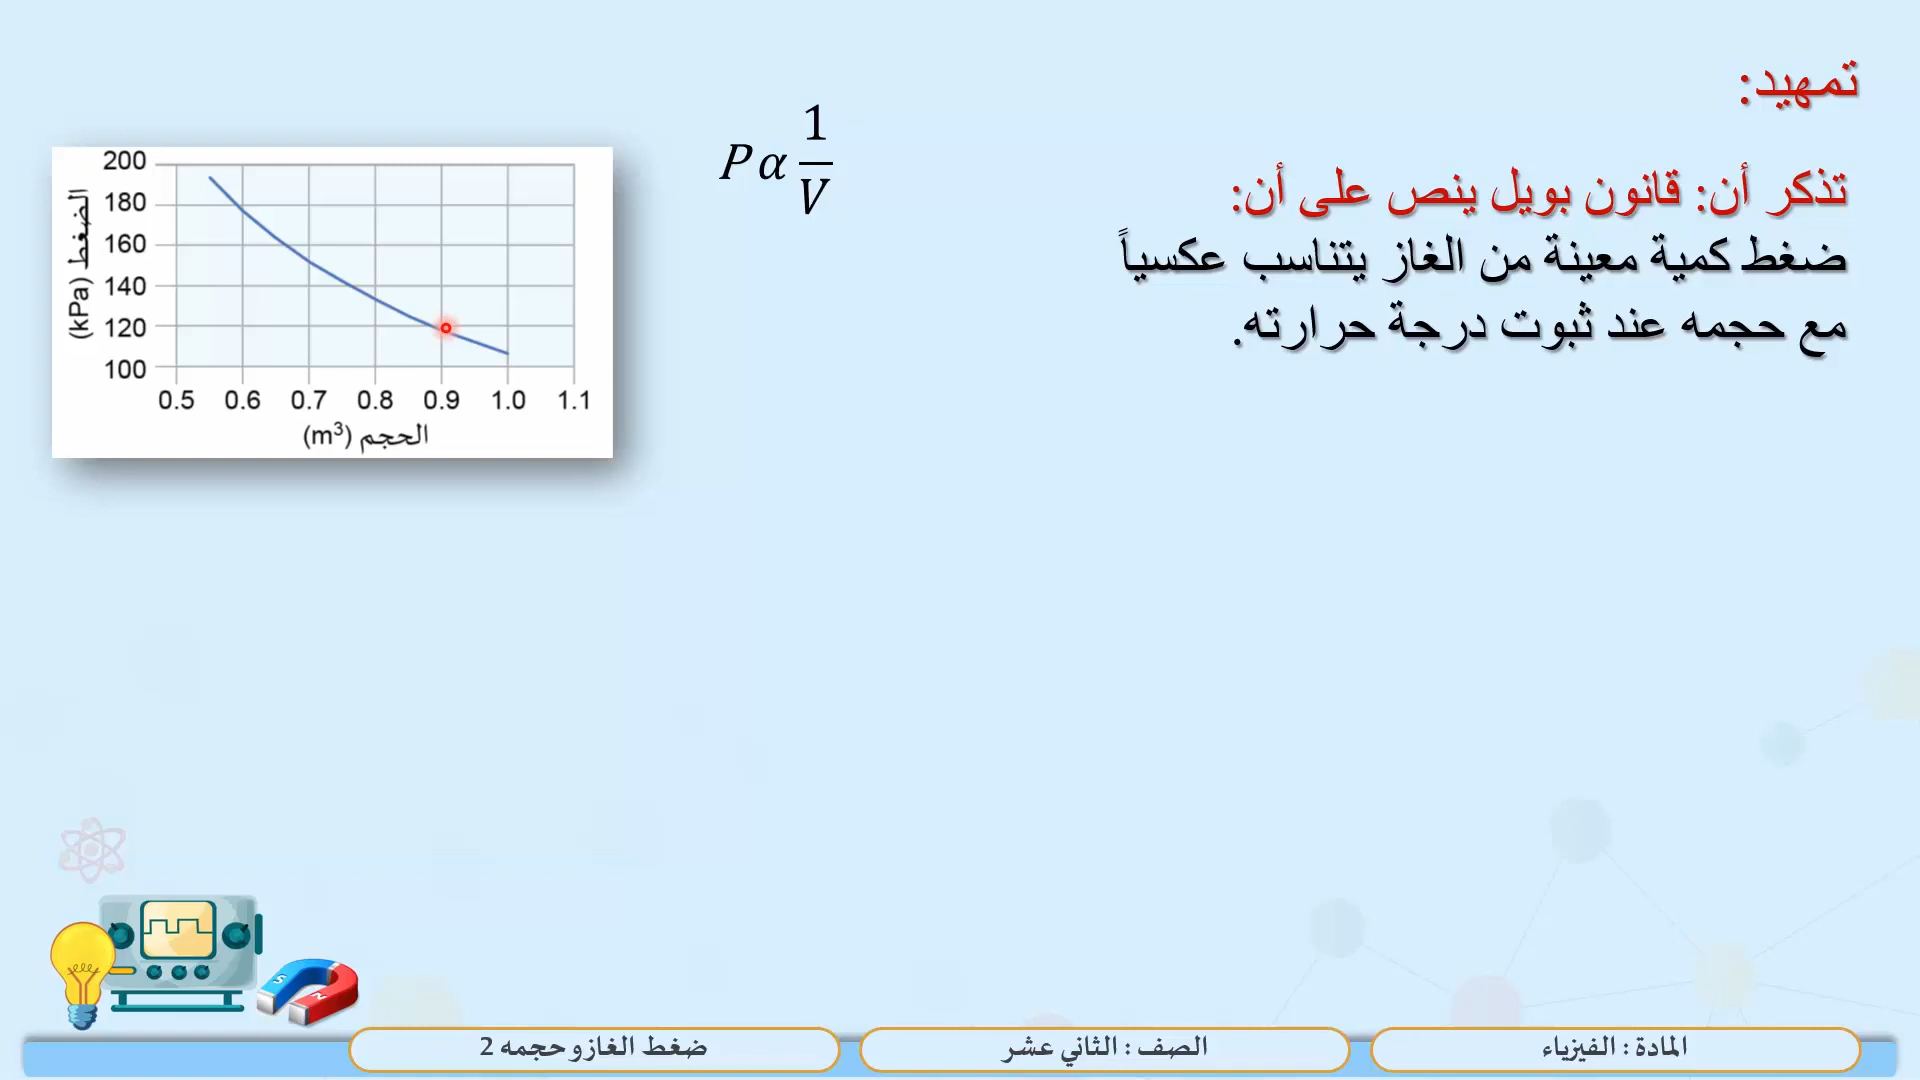 تمهيد:
تذكر أن: قانون بويل ينص على أن:
ضغط كمية معينة من الغاز يتناسب عكسياً
مع حجمه عند ثبوت درجة حرارته.
P α 1/V
الضغط (kPa)
200
180
160
140
120
100
0.5 0.6 0.7 0.8 0.9 1.0 1.1
الحجم (m³)
S
N
المادة : الفيزياء
الصف : الثاني عشر
ضغط الغاز وحجمه 2